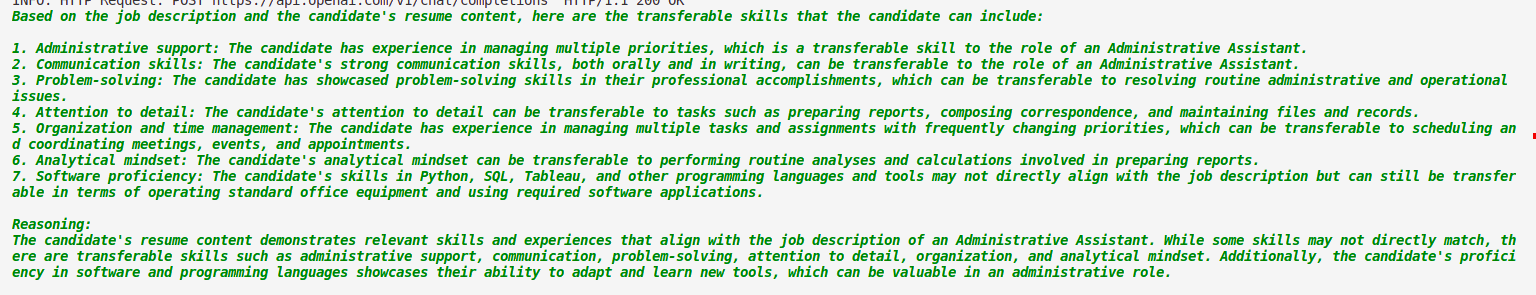 INFO: HTTP Request: POST https://api.openai.com/v1/chat/completions "HTTP/1.1 200 OK"
Based on the job description and the candidate's resume content, here are the transferable skills that the candidate can include:
1. Administrative support: The candidate has experience in managing multiple priorities, which is a transferable skill to the role of an Administrative Assistant.
2. Communication skills: The candidate's strong communication skills, both orally and in writing, can be transferable to the role of an Administrative Assistant.
3. Problem-solving: The candidate has showcased problem-solving skills in their professional accomplishments, which can be transferable to resolving routine administrative and operational
issues.
4. Attention to detail: The candidate's attention to detail can be transferable to tasks such as preparing reports, composing correspondence, and maintaining files and records.
5. Organization and time management: The candidate has experience in managing multiple tasks and assignments with frequently changing priorities, which can be transferable to scheduling an
d coordinating meetings, events, and appointments.
6. Analytical mindset: The candidate's analytical mindset can be transferable to performing routine analyses and calculations involved in preparing reports.
7. Software proficiency: The candidate's skills in Python, SQL, Tableau, and other programming languages and tools may not directly align with the job description but can still be transfer
able in terms of operating standard office equipment and using required software applications.
Reasoning:
The candidate's resume content demonstrates relevant skills and experiences that align with the job description of an Administrative Assistant. While some skills may not directly match, th
ere are transferable skills such as administrative support, communication, problem-solving, attention to detail, organization, and analytical mindset. Additionally, the candidate's profici
ency in software and programming languages showcases their ability to adapt and learn new tools, which can be valuable in an administrative role.